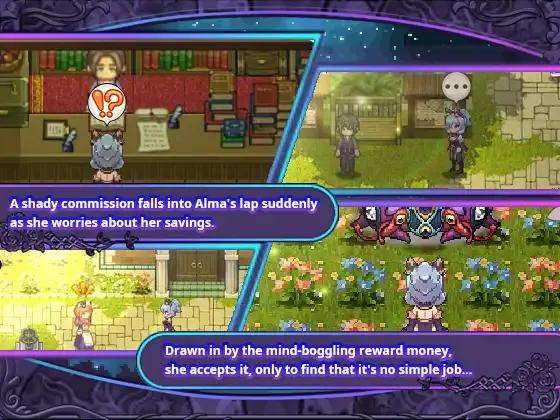 !?
...
A shady commission falls into Alma's lap suddenly
as she worries about her savings.
Drawn in by the mind-boggling reward money,
she accepts it, only to find that it's no simple job...